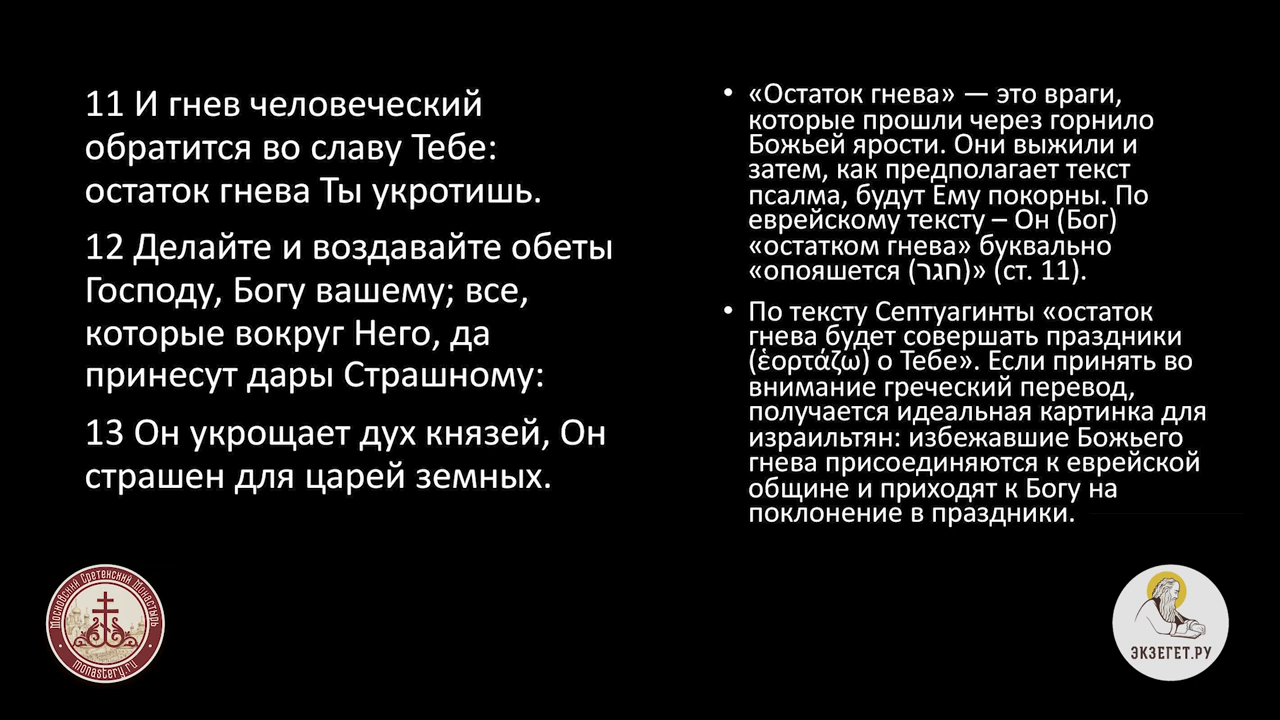 11 И гнев человеческий
обратится во славу Тебе:
остаток гнева Ты укротишь.
12 Делайте и воздавайте обеты
Господу, Богу вашему; все,
которые вокруг Него, да
принесут дары Страшному:
13 Он укрощает дух князей, Он
страшен для царей земных.
• «Остаток гнева» — это враги,
которые прошли через горнило
Божьей ярости. Они выжили и
затем, как предполагает текст
псалма, будут Ему покорны. По
еврейскому тексту – Он (Бог)
«остатком гнева» буквально
«опояшется (חגר)» (ст. 11).
• По тексту Септуагинты «остаток
гнева будет совершать праздники
(ἑορτάζω) о Тебе». Если принять во
внимание греческий перевод,
получается идеальная картинка для
израильтян: избежавшие Божьего
гнева присоединяются к еврейской
общине и приходят к Богу на
поклонение в праздники.
Московский Сретенский Монастырь
monastery.ru
ЭКЗЕГЕТ.РУ